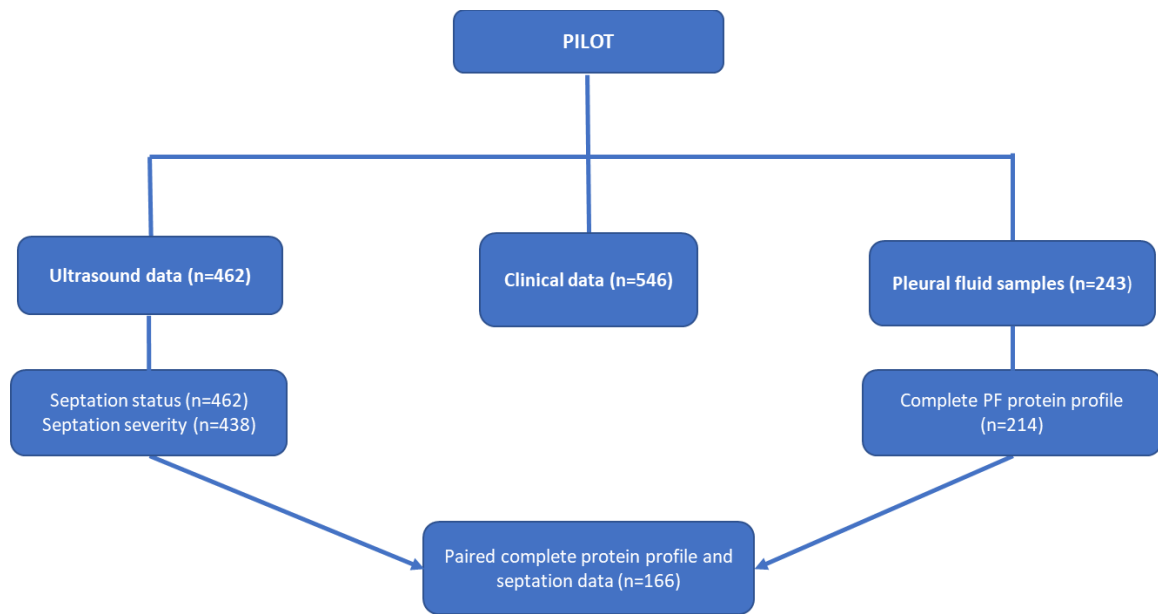 PILOT
Ultrasound data (n=462)
Clinical data (n=546)
Pleural fluid samples (n=243)
Septation status (n=462)
Septation severity (n=438)
Complete PF protein profile
(n=214)
Paired complete protein profile and
septation data (n=166)